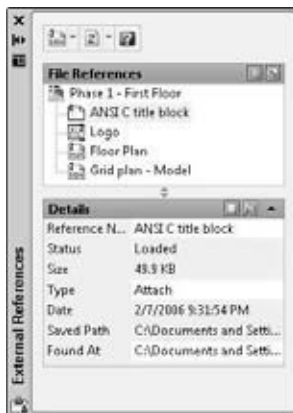 File References
Phase 1 - First Floor
ANSI C title block
Logo
Floor Plan
Grid plan - Model
Details
Reference N... ANSI C title block
Status Loaded
Size 49.9 KB
Type Attach
Date 2/7/2006 9:31:54 PM
Saved Path C:\Documents and Setti...
Found At C:\Documents and Setti...
External References